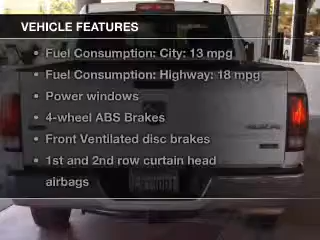 VEHICLE FEATURES
• Fuel Consumption: City: 13 mpg
• Fuel Consumption: Highway: 18 mpg
• Power windows
• 4-wheel ABS Brakes
• Front Ventilated disc brakes
• 1st and 2nd row curtain head
airbags